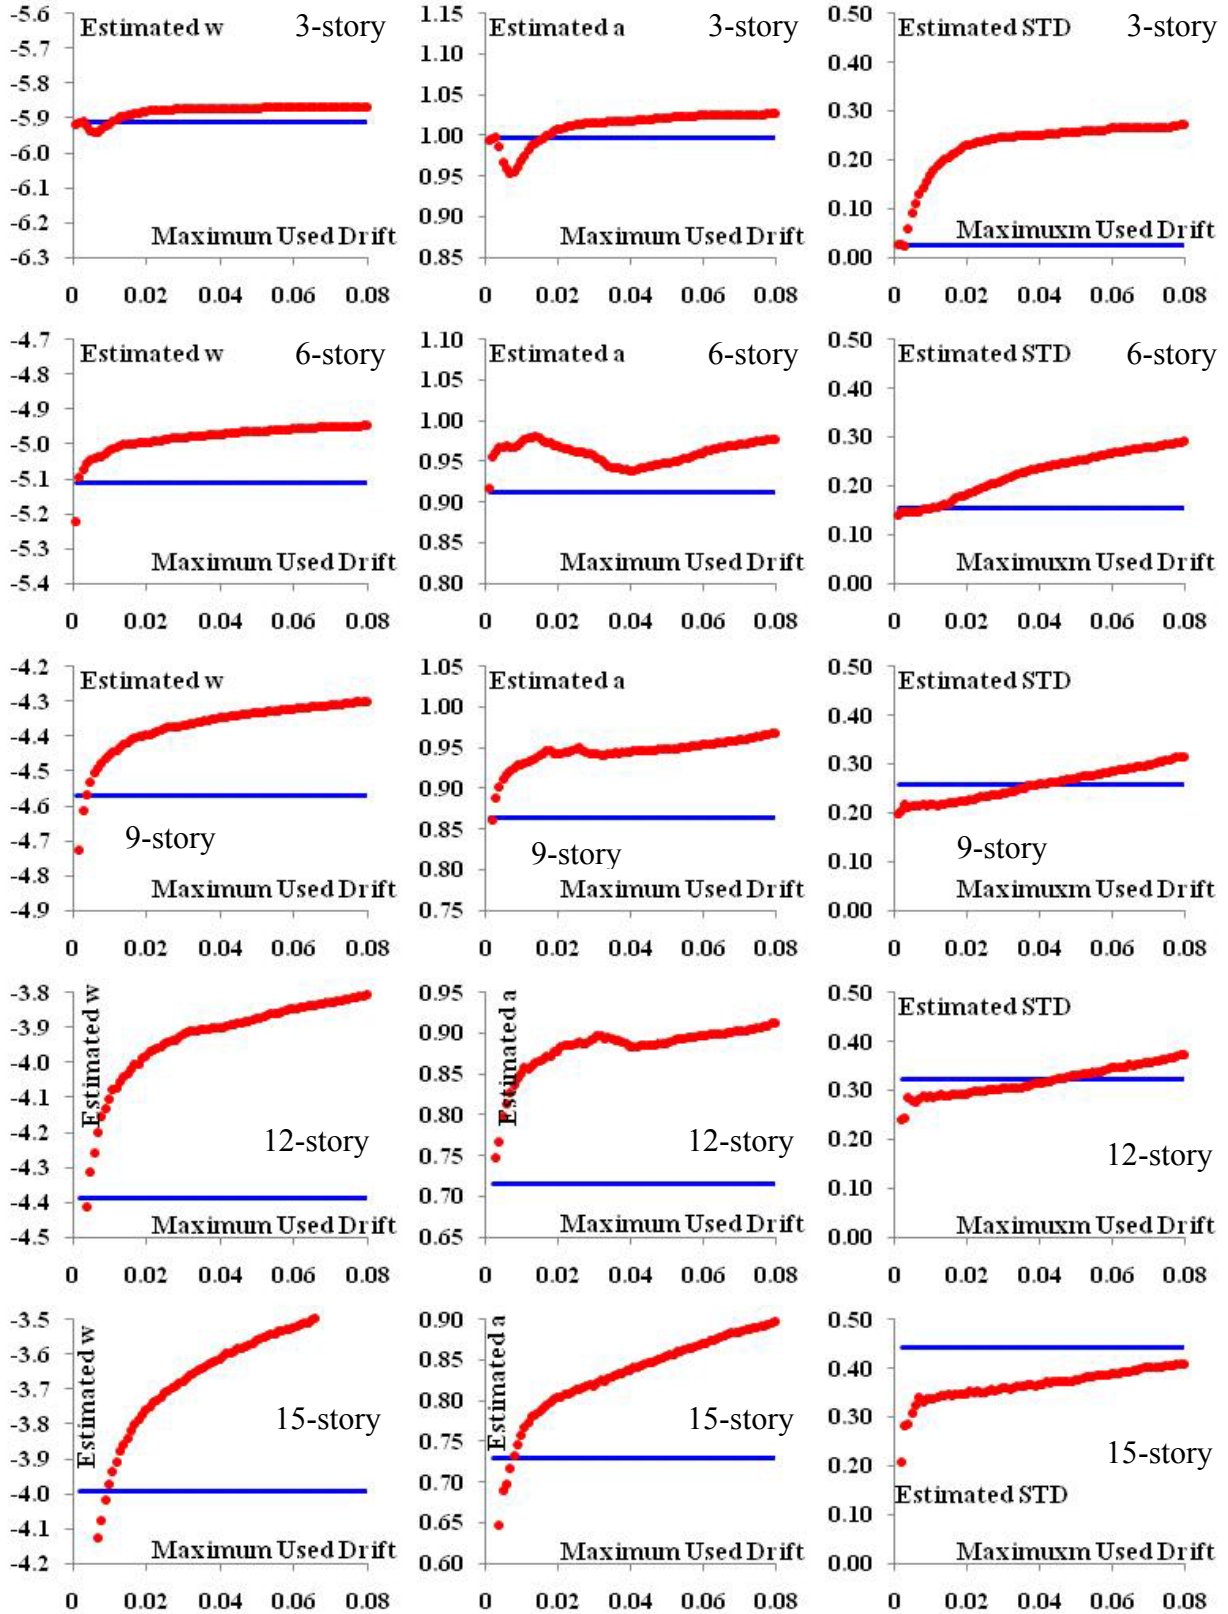 -5.6 Estimated w 3-story
-5.7
-5.8
-5.9
-6.0
-6.1
-6.2 Maximum Used Drift
-6.3
0 0.02 0.04 0.06 0.08
1.15 Estimated a 3-story
1.10
1.05
1.00
0.95
0.90
0.85 Maximum Used Drift
0 0.02 0.04 0.06 0.08
0.50 Estimated STD 3-story
0.40
0.30
0.20
0.10
Maximuxm Used Drift
0.00
0 0.02 0.04 0.06 0.08
-4.7 Estimated w 6-story
-4.8
-4.9
-5.0
-5.1
-5.2
-5.3 Maximum Used Drift
-5.4
0 0.02 0.04 0.06 0.08
1.10 Estimated a 6-story
1.05
1.00
0.95
0.90
0.85
Maximum Used Drift
0.80
0 0.02 0.04 0.06 0.08
0.50 Estimated STD 6-story
0.40
0.30
0.20
0.10
Maximuxm Used Drift
0.00
0 0.02 0.04 0.06 0.08
-4.2 Estimated w
-4.3
-4.4
-4.5
-4.6
-4.7 9-story
-4.8
Maximum Used Drift
-4.9
0 0.02 0.04 0.06 0.08
1.05 Estimated a
1.00
0.95
0.90
0.85
9-story
0.80
Maximum Used Drift
0.75
0 0.02 0.04 0.06 0.08
0.50 Estimated STD
0.40
0.30
0.20
9-story
0.10
Maximuxm Used Drift
0.00
0 0.02 0.04 0.06 0.08
-3.8 Estimated w
-3.9
-4.0
-4.1
-4.2 12-story
-4.3
-4.4
Maximum Used Drift
-4.5
0 0.02 0.04 0.06 0.08
0.95 Estimated a
0.90
0.85
0.80
12-story
0.75
0.70
Maximum Used Drift
0.65
0 0.02 0.04 0.06 0.08
0.50 Estimated STD
0.40
0.30
0.20
12-story
0.10
Maximuxm Used Drift
0.00
0 0.02 0.04 0.06 0.08
-3.5 Estimated w
-3.6
-3.7
-3.8 15-story
-3.9
-4.0
-4.1
Maximum Used Drift
-4.2
0 0.02 0.04 0.06 0.08
0.90 Estimated a
0.85
0.80
15-story
0.75
0.70
0.65
Maximum Used Drift
0.60
0 0.02 0.04 0.06 0.08
0.50
0.40
0.30
15-story
0.20
Estimated STD
0.10
Maximuxm Used Drift
0.00
0 0.02 0.04 0.06 0.08